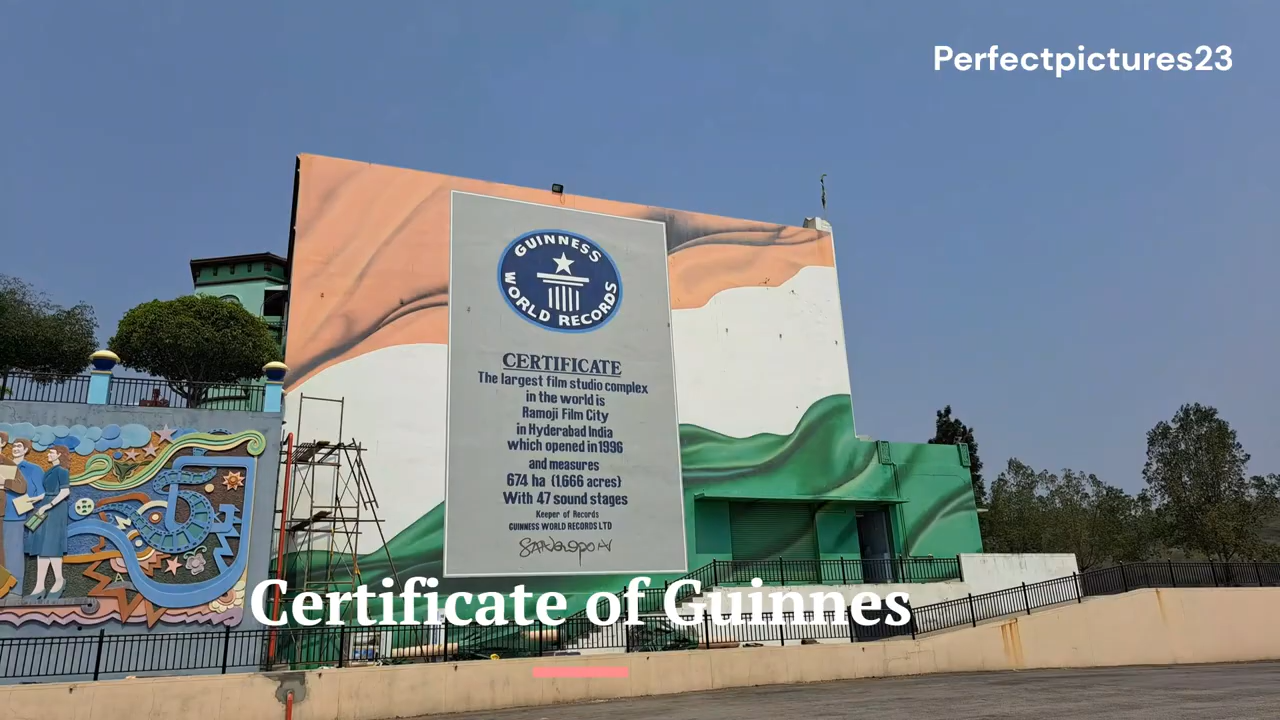 Perfectpictures23
GUINNESS
WORLD RECORDS
CERTIFICATE
The largest film studio complex
in the world is
Ramoji Film City
in Hyderabad India
which opened in 1996
and measures
674 ha (1.666 acres)
With 47 sound stages
Keeper of Records
GUINNESS WORLD RECORDS LTD
Certificate of Guinnes